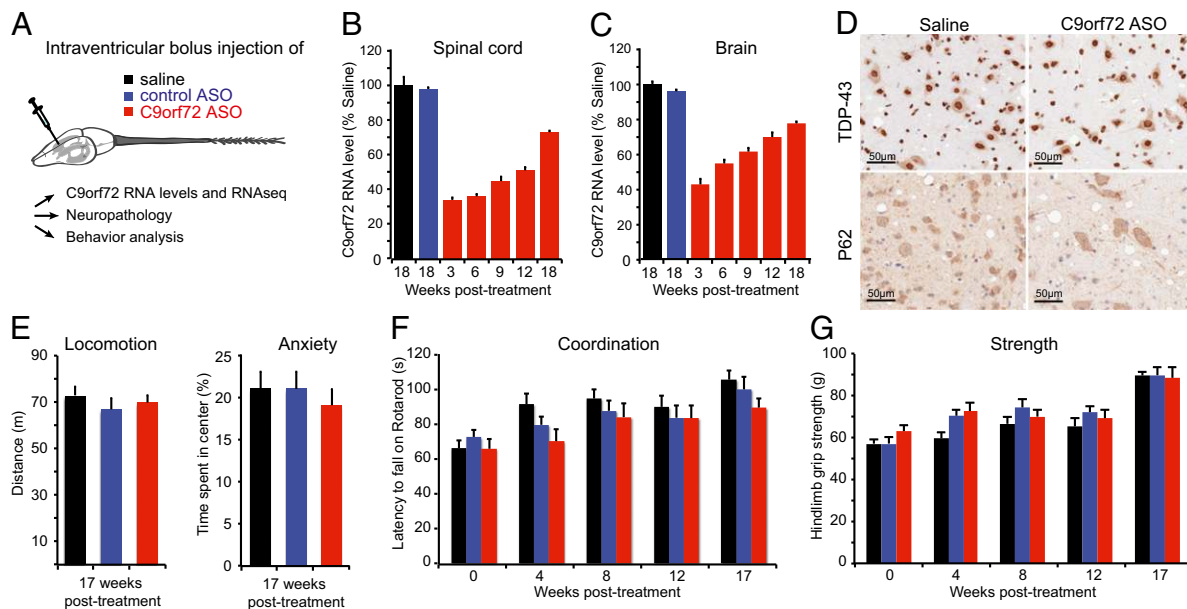 A
Intraventricular bolus injection of
saline
control ASO
C9orf72 ASO
C9orf72 RNA levels and RNAseq
Neuropathology
Behavior analysis
B
Spinal cord
C9orf72 RNA level (% Saline)
120
100
80
60
40
20
0
18 18 3 6 9 12 18
Weeks post-treatment
C
Brain
C9orf72 RNA level (% Saline)
120
100
80
60
40
20
0
18 18 3 6 9 12 18
Weeks post-treatment
D
Saline C9orf72 ASO
TDP-43
50µm 50µm
P62
50µm 50µm
E
Locomotion
Distance (m)
90
70
50
30
10
17 weeks
post-treatment
Anxiety
Time spent in center (%)
25
20
15
10
5
0
17 weeks
post-treatment
F
Coordination
Latency to fall on Rotarod (s)
120
100
80
60
40
20
0
0 4 8 12 17
Weeks post-treatment
G
Strength
Hindlimb grip strength (g)
100
80
60
40
20
0
0 4 8 12 17
Weeks post-treatment